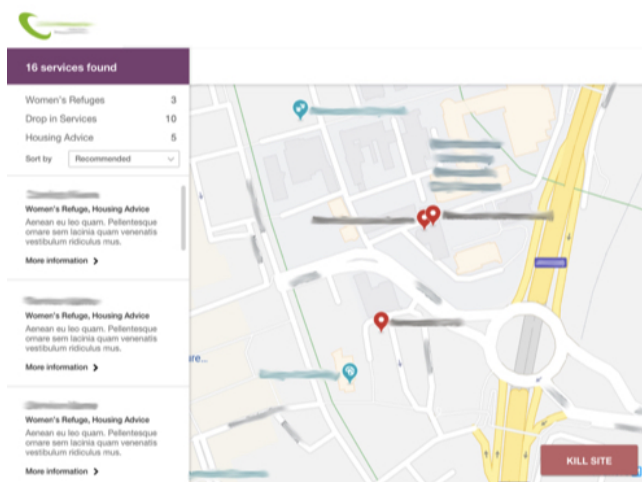 16 services found
Women's Refuges 3
Drop in Services 10
Housing Advice 5
Sort by Recommended
Women's Refuge, Housing Advice
Aenean eu leo quam. Pellentesque
ornare sem lacinia quam venenatis
vestibulum ridiculus mus.
More information
Women's Refuge, Housing Advice
Aenean eu leo quam. Pellentesque
ornare sem lacinia quam venenatis
vestibulum ridiculus mus.
More information
Women's Refuge, Housing Advice
Aenean eu leo quam. Pellentesque
ornare sem lacinia quam venenatis
vestibulum ridiculus mus.
More information
re...
KILL SITE